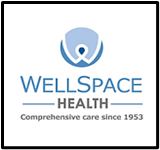 WELLSPACE
HEALTH
Comprehensive care since 1953